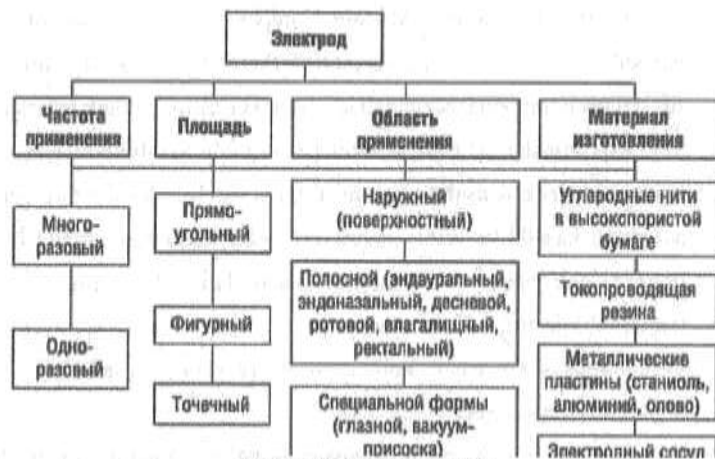 Электрод
Частота
применения
Площадь
Область
применения
Материал
изготовления
Много-
разовый
Одно-
разовый
Прямо-
угольный
Фигурный
Точечный
Наружный
(поверхностный)
Полосной (эндауральный,
эндоназальный, десневой,
ротовой, влагалищный,
ректальный)
Специальной формы
(глазной, вакуум-
присоска)
Углеродные нити
в высокопористой
бумаге
Токопроводящая
резина
Металлические
пластины (станиоль,
алюминий, олово)
Электродный сосуд